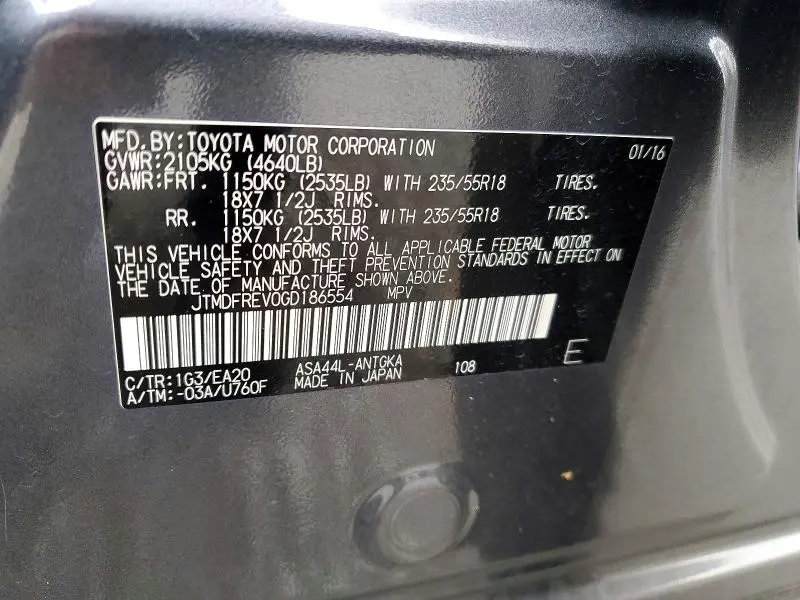 MFD.BY:TOYOTA MOTOR CORPORATION 01/16
GVWR:2105KG (4640LB)
GAWR:FRT. 1150KG (2535LB) WITH 235/55R18 TIRES.
18X7 1/2J RIMS.
RR. 1150KG (2535LB) WITH 235/55R18 TIRES.
18X7 1/2J RIMS.
THIS VEHICLE CONFORMS TO ALL APPLICABLE FEDERAL MOTOR
VEHICLE SAFETY AND THEFT PREVENTION STANDARDS IN EFFECT ON
THE DATE OF MANUFACTURE SHOWN ABOVE.
JTMDFREV0GD186554 MPV
C/TR:1G3/EA20 ASA44L-ANTGKA 108 E
A/TM:-03A/U760F MADE IN JAPAN